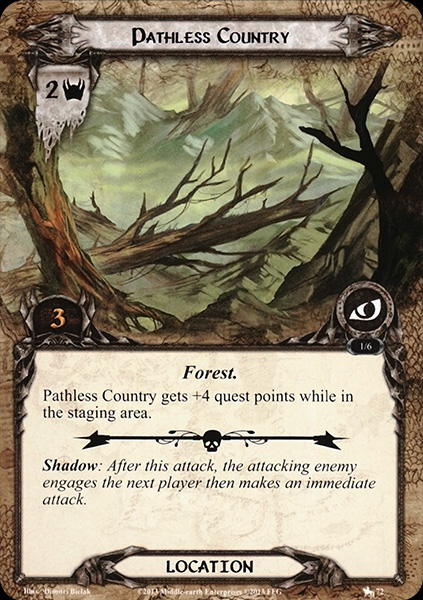 PATHLESS COUNTRY
2
3
1/6
Forest.
Pathless Country gets +4 quest points while in
the staging area.
Shadow: After this attack, the attacking enemy
engages the next player then makes an immediate
attack.
LOCATION
Illus. Dimitri Bielak ©2013 Middle-earth Enterprises ©2013 FFG 72